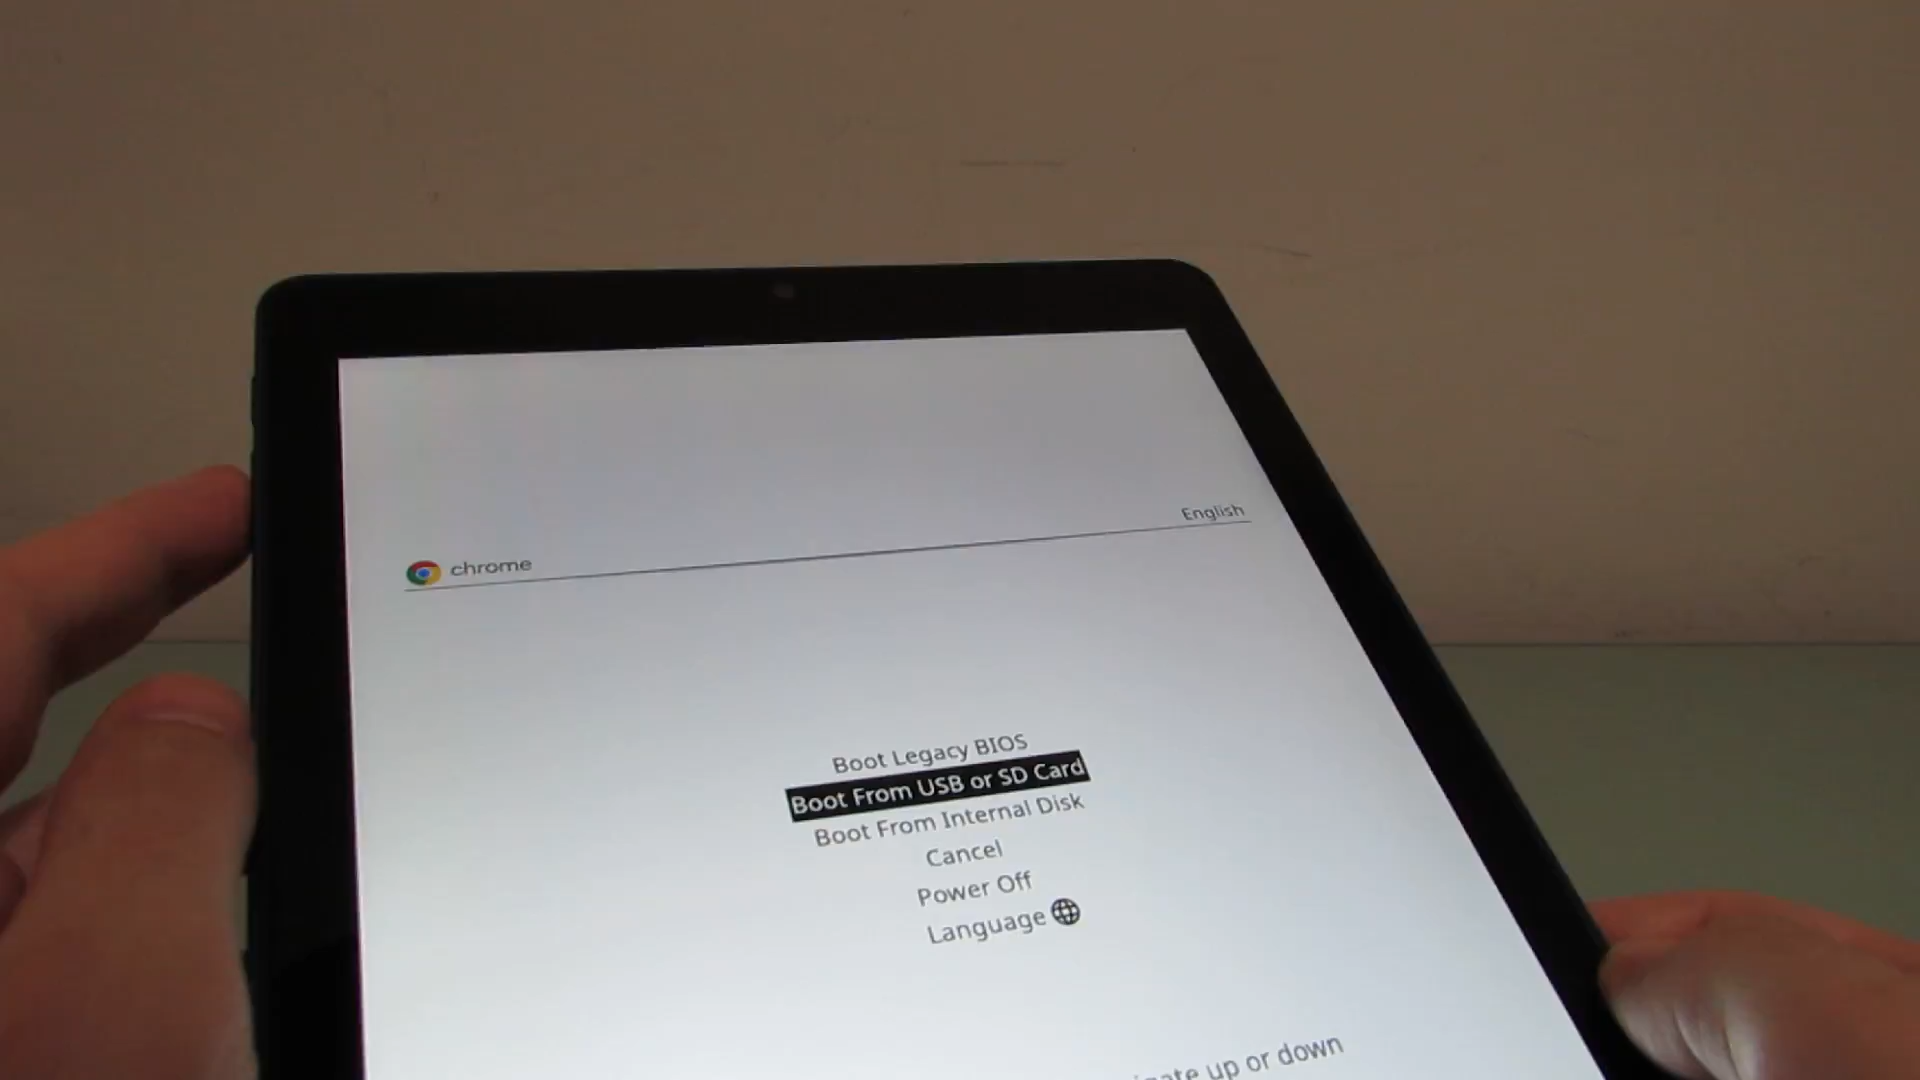 English
chrome
Boot Legacy BIOS
Boot From USB or SD Card
Boot From Internal Disk
Cancel
Power Off
Language
up or down